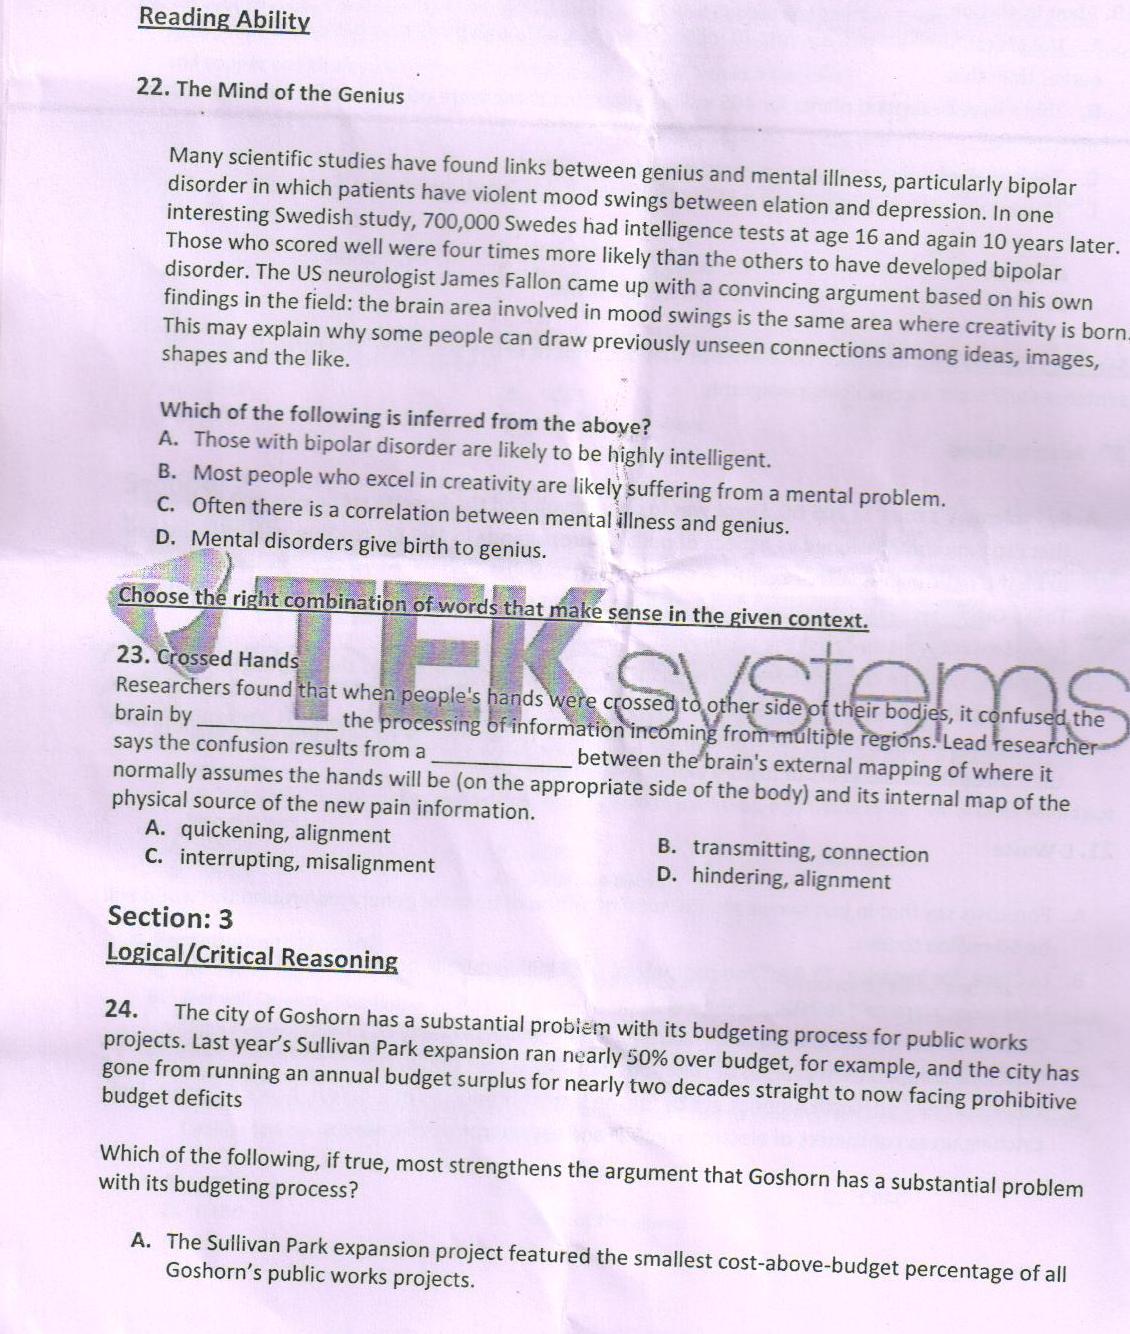 Reading Ability
22. The Mind of the Genius
Many scientific studies have found links between genius and mental illness, particularly bipolar
disorder in which patients have violent mood swings between elation and depression. In one
interesting Swedish study, 700,000 Swedes had intelligence tests at age 16 and again 10 years later.
Those who scored well were four times more likely than the others to have developed bipolar
disorder. The US neurologist James Fallon came up with a convincing argument based on his own
findings in the field: the brain area involved in mood swings is the same area where creativity is born.
This may explain why some people can draw previously unseen connections among ideas, images,
shapes and the like.
Which of the following is inferred from the above?
A. Those with bipolar disorder are likely to be highly intelligent.
B. Most people who excel in creativity are likely suffering from a mental problem.
C. Often there is a correlation between mental illness and genius.
D. Mental disorders give birth to genius.
TEKsystems
Choose the right combination of words that make sense in the given context.
23. Crossed Hands
Researchers found that when people's hands were crossed to other side of their bodies, it confused the
brain by ____________ the processing of information incoming from multiple regions. Lead researcher
says the confusion results from a ____________ between the brain's external mapping of where it
normally assumes the hands will be (on the appropriate side of the body) and its internal map of the
physical source of the new pain information.
A. quickening, alignment B. transmitting, connection
C. interrupting, misalignment D. hindering, alignment
Section: 3
Logical/Critical Reasoning
24. The city of Goshorn has a substantial problem with its budgeting process for public works
projects. Last year's Sullivan Park expansion ran nearly 50% over budget, for example, and the city has
gone from running an annual budget surplus for nearly two decades straight to now facing prohibitive
budget deficits
Which of the following, if true, most strengthens the argument that Goshorn has a substantial problem
with its budgeting process?
A. The Sullivan Park expansion project featured the smallest cost-above-budget percentage of all
Goshorn's public works projects.